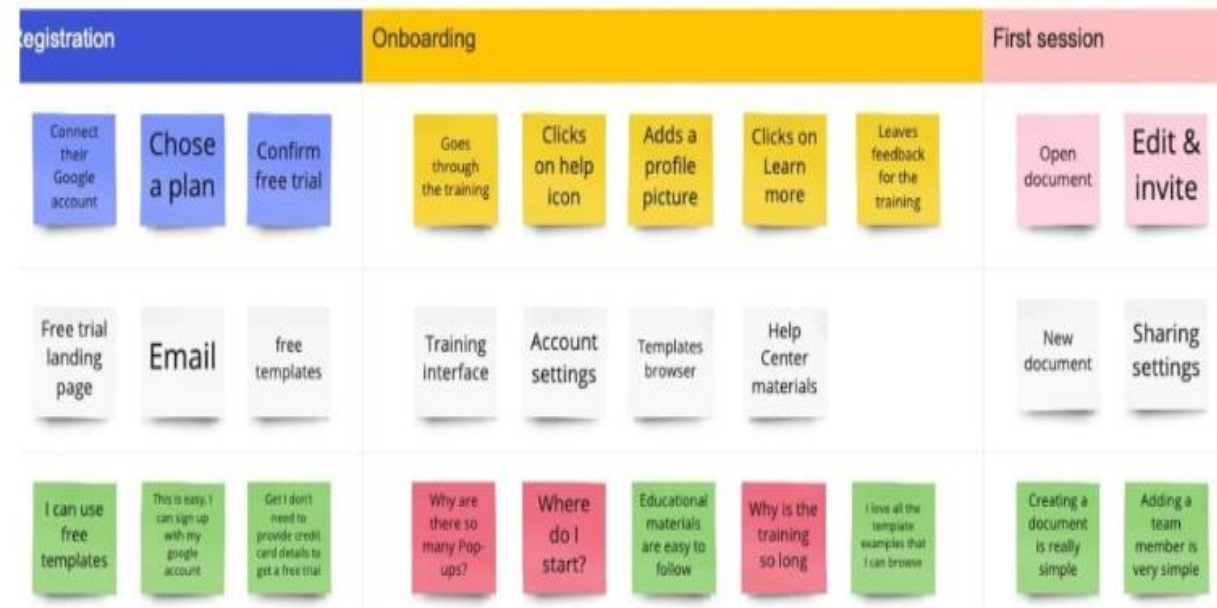 egistration
Onboarding
First session
Connect
their
Google
account
Chose
a plan
Confirm
free trial
Goes
through
the training
Clicks
on help
icon
Adds a
profile
picture
Clicks on
Learn
more
Leaves
feedback
for the
training
Open
document
Edit &
invite
Free trial
landing
page
Email
free
templates
Training
interface
Account
settings
Templates
browser
Help
Center
materials
New
document
Sharing
settings
I can use
free
templates
This is easy, I
can sign up
with my
google
account
Get I don't
need to
provide credit
card details to
get a free trial
Why are
there so
many Pop-
ups?
Where
do I
start?
Educational
materials
are easy to
follow
Why is the
training
so long
I love all the
template
examples that
I can browse
Creating a
document
is really
simple
Adding a
team
member is
very simple